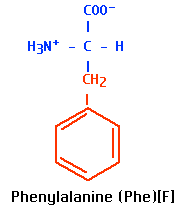 COO⁻
H₃N⁺ – C – H
CH₂
Phenylalanine (Phe)[F]